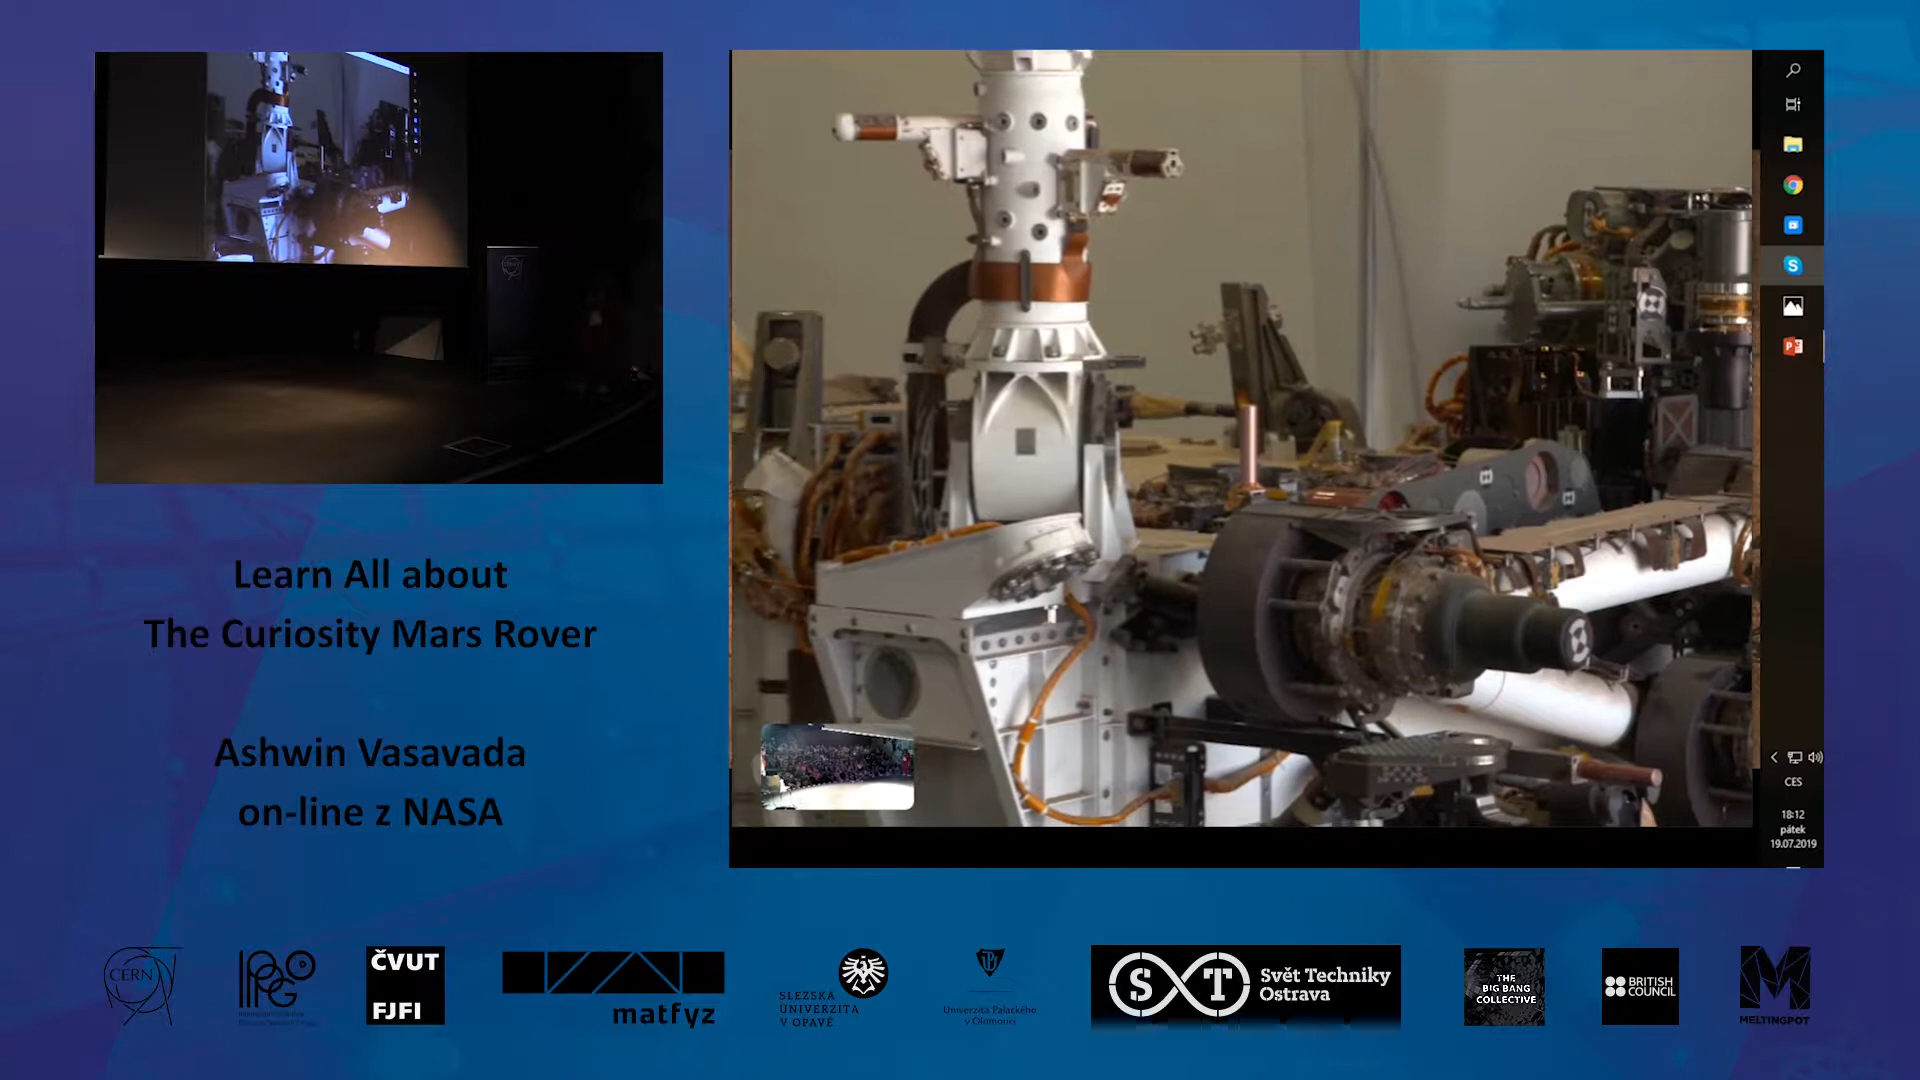 Learn All about
The Curiosity Mars Rover
Ashwin Vasavada
on-line z NASA
CES
18:12
pátek
19.07.2019
CERN
IPPOG
ČVUT
FJFI
matfyz
SLEZSKÁ
UNIVERZITA
V OPAVĚ
Univerzita Palackého
v Olomouci
S T
Svět Techniky
Ostrava
THE
BIG BANG
COLLECTIVE
BRITISH
COUNCIL
MELTINGPOT